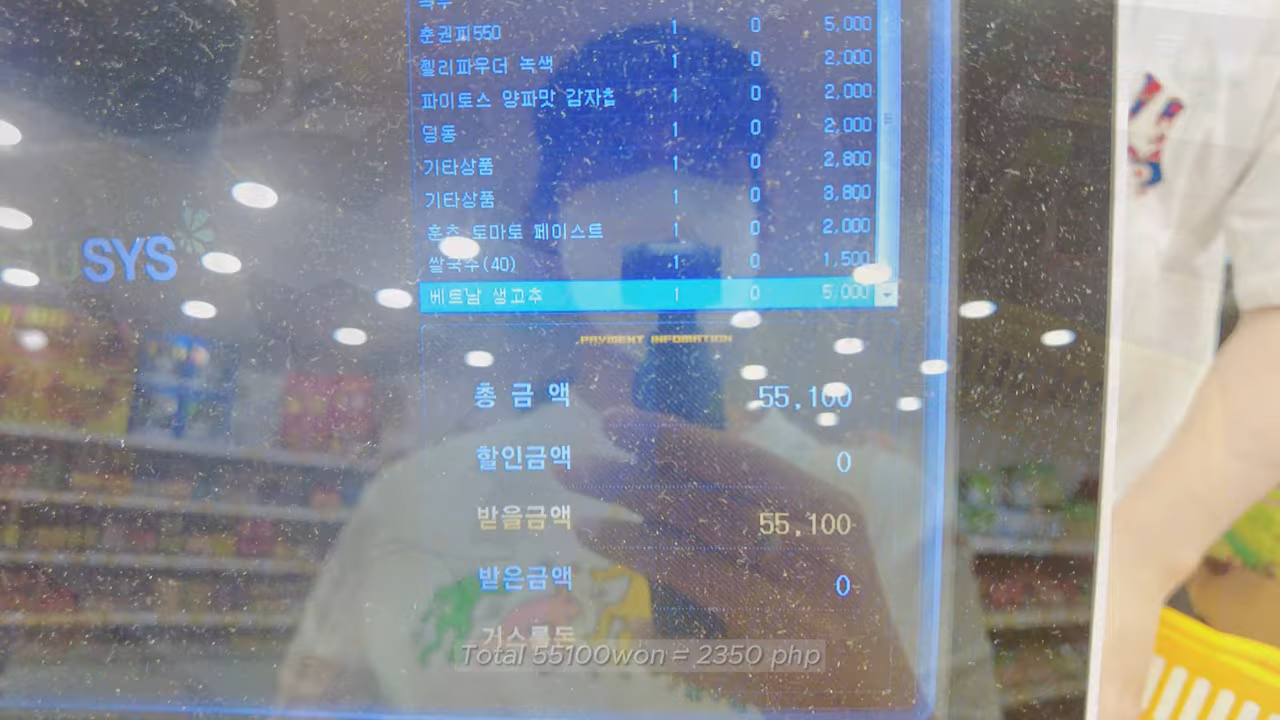 춘권피550 1 0 5,000
젤리파우더 녹색 1 0 2,000
파이토스 양파맛 감자칩 1 0 2,000
덩동 1 0 2,000
기타상품 1 0 2,800
기타상품 1 0 3,800
훈츠 토마토 페이스트 1 0 2,000
쌀국수(40) 1 0 1,500
SYS
베트남 생고추 1 0 5,000
.PAYMENT INFOMATION
총 금 액 55,100
할인금액 0
받을금액 55,100
받은금액 0
거스름돈
Total 55100won = 2350 php